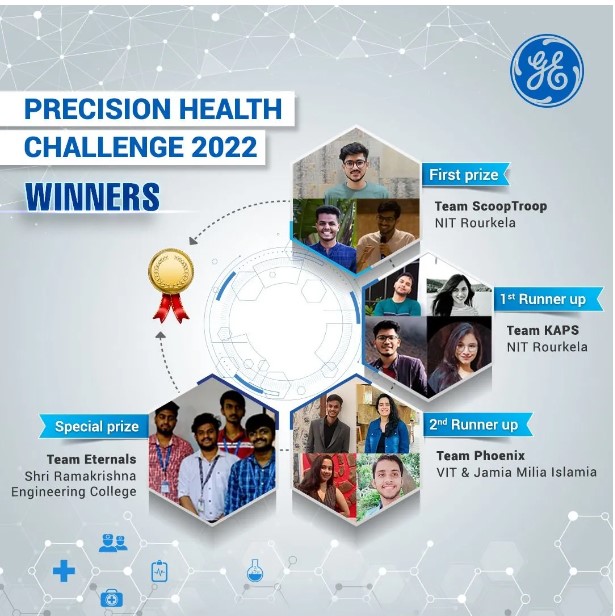 GE
PRECISION HEALTH
CHALLENGE 2022
WINNERS
First prize
Team ScoopTroop
NIT Rourkela
1st Runner up
Team KAPS
NIT Rourkela
2nd Runner up
Team Phoenix
VIT & Jamia Milia Islamia
Special prize
Team Eternals
Shri Ramakrishna
Engineering College